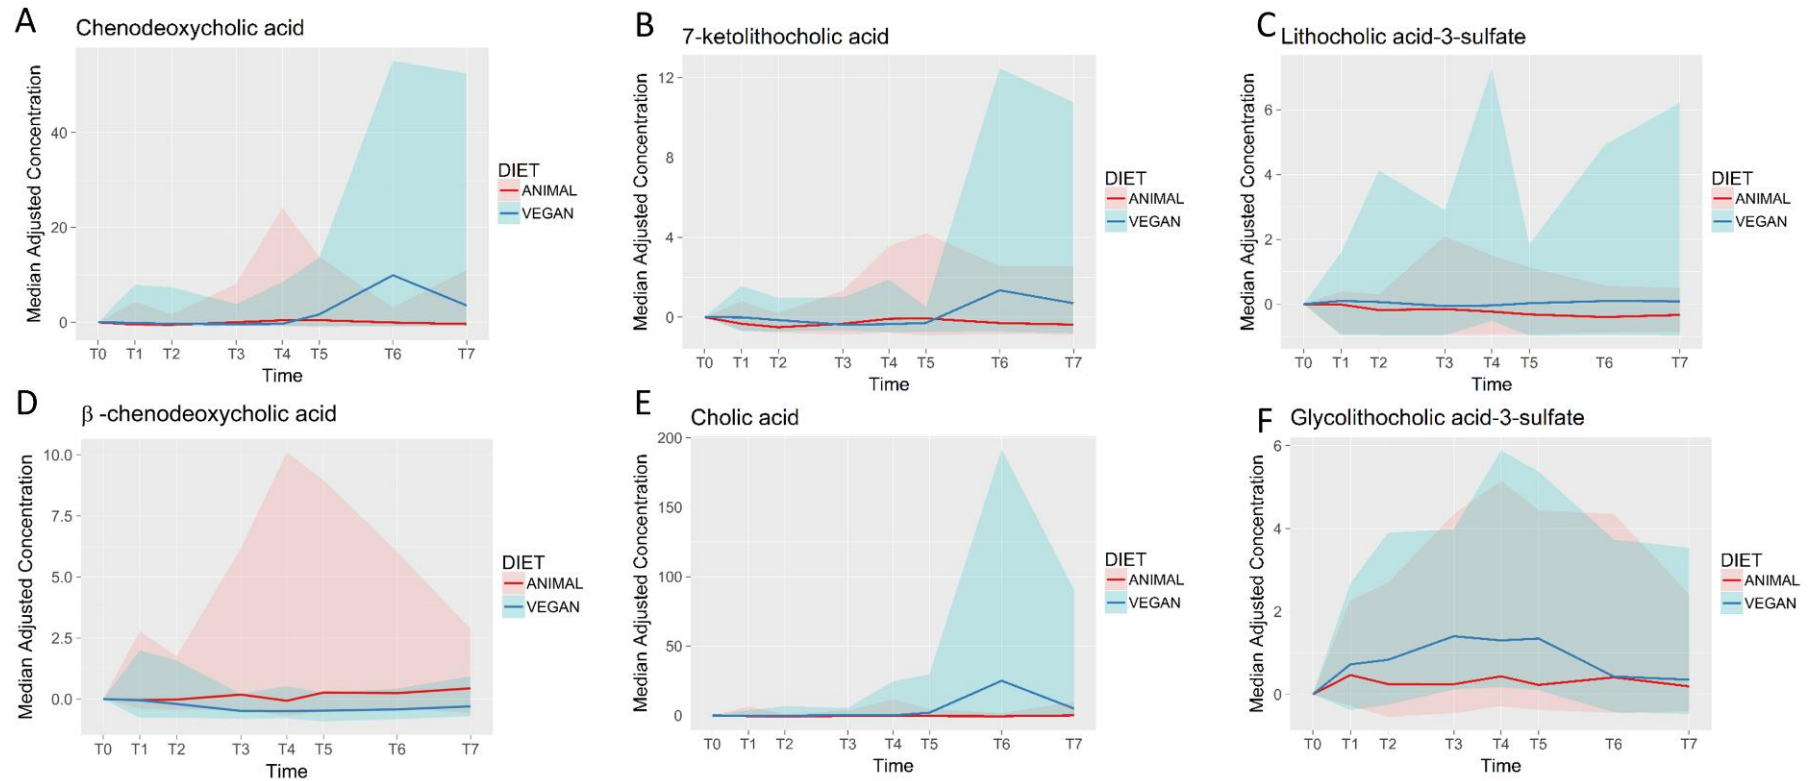 A
Chenodeoxycholic acid
Median Adjusted Concentration
40
20
0
T0 T1 T2 T3 T4 T5 T6 T7
Time
DIET
ANIMAL
VEGAN
B
7-ketolithocholic acid
Median Adjusted Concentration
12
8
4
0
T0 T1 T2 T3 T4 T5 T6 T7
Time
DIET
ANIMAL
VEGAN
C
Lithocholic acid-3-sulfate
Median Adjusted Concentration
6
4
2
0
T0 T1 T2 T3 T4 T5 T6 T7
Time
DIET
ANIMAL
VEGAN
D
β -chenodeoxycholic acid
Median Adjusted Concentration
10.0
7.5
5.0
2.5
0.0
T0 T1 T2 T3 T4 T5 T6 T7
Time
DIET
ANIMAL
VEGAN
E
Cholic acid
Median Adjusted Concentration
200
150
100
50
0
T0 T1 T2 T3 T4 T5 T6 T7
Time
DIET
ANIMAL
VEGAN
F
Glycolithocholic acid-3-sulfate
Median Adjusted Concentration
6
4
2
0
T0 T1 T2 T3 T4 T5 T6 T7
Time
DIET
ANIMAL
VEGAN